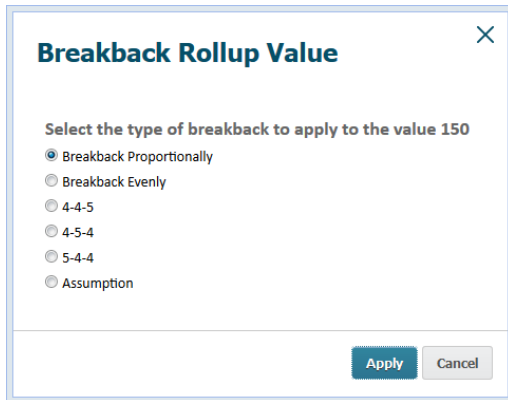 Breakback Rollup Value
Select the type of breakback to apply to the value 150
Breakback Proportionally
Breakback Evenly
4-4-5
4-5-4
5-4-4
Assumption
Apply Cancel